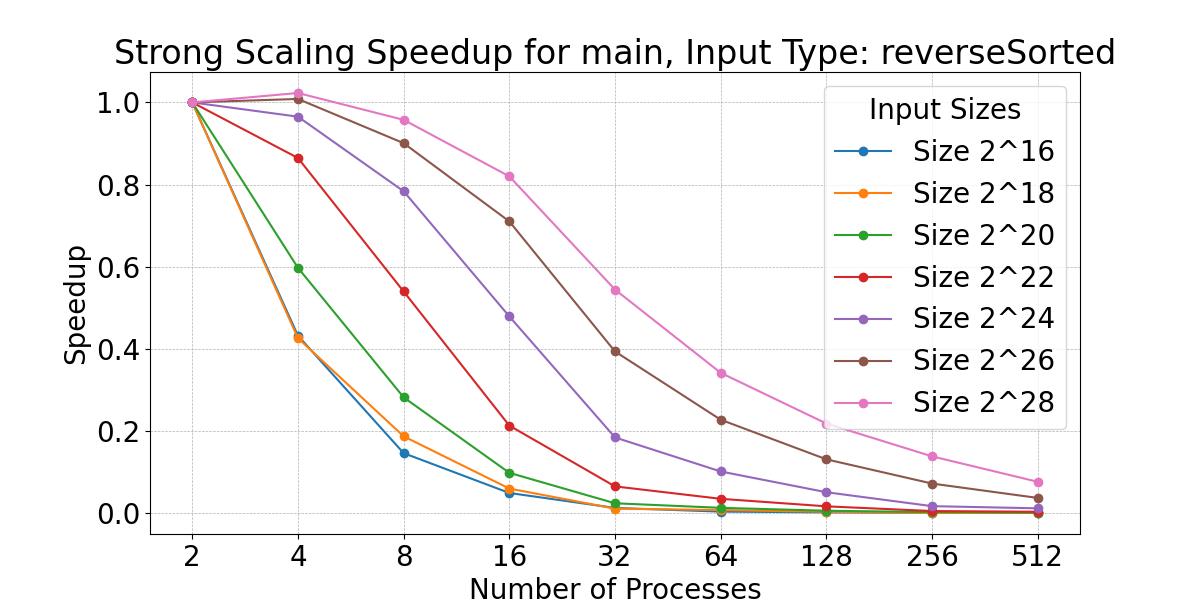 Strong Scaling Speedup for main, Input Type: reverseSorted
Speedup
1.0
0.8
0.6
0.4
0.2
0.0
Input Sizes
Size 2^16
Size 2^18
Size 2^20
Size 2^22
Size 2^24
Size 2^26
Size 2^28
2 4 8 16 32 64 128 256 512
Number of Processes